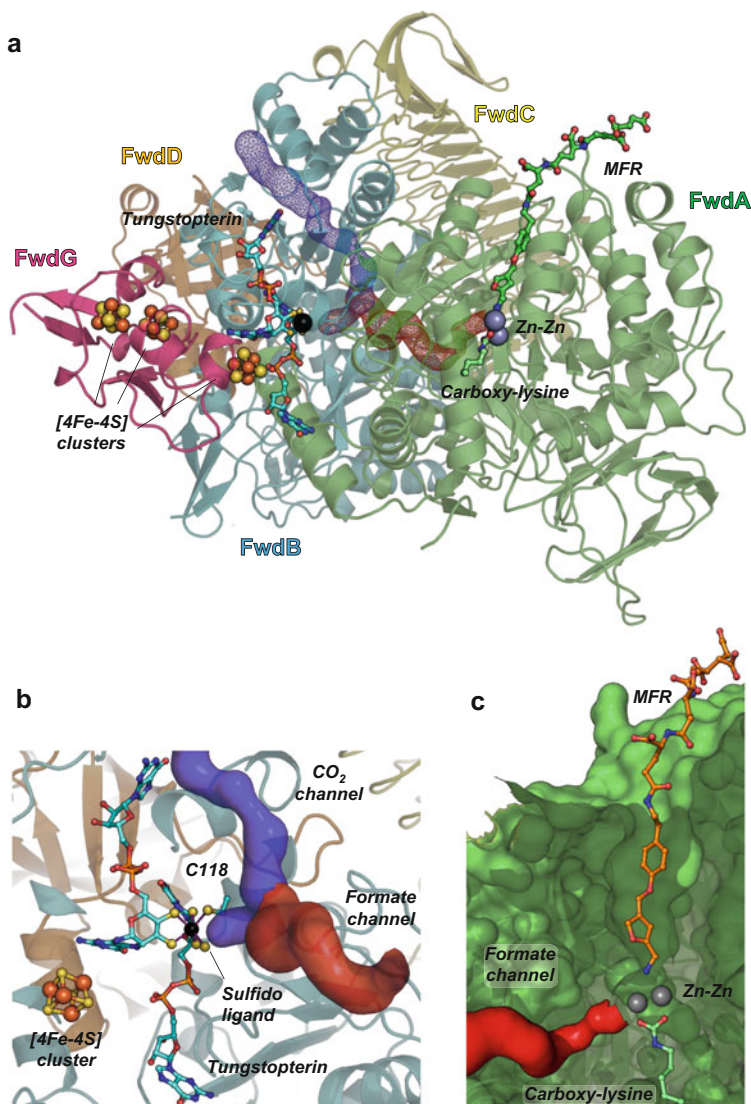 a
FwdC
FwdD
MFR
FwdA
Tungstopterin
FwdG
Zn-Zn
Carboxy-lysine
[4Fe-4S]
clusters
FwdB
b
CO₂
channel
C118
Formate
channel
Sulfido
ligand
[4Fe-4S]
cluster
Tungstopterin
c
MFR
Formate
channel
Zn-Zn
Carboxy-lysine